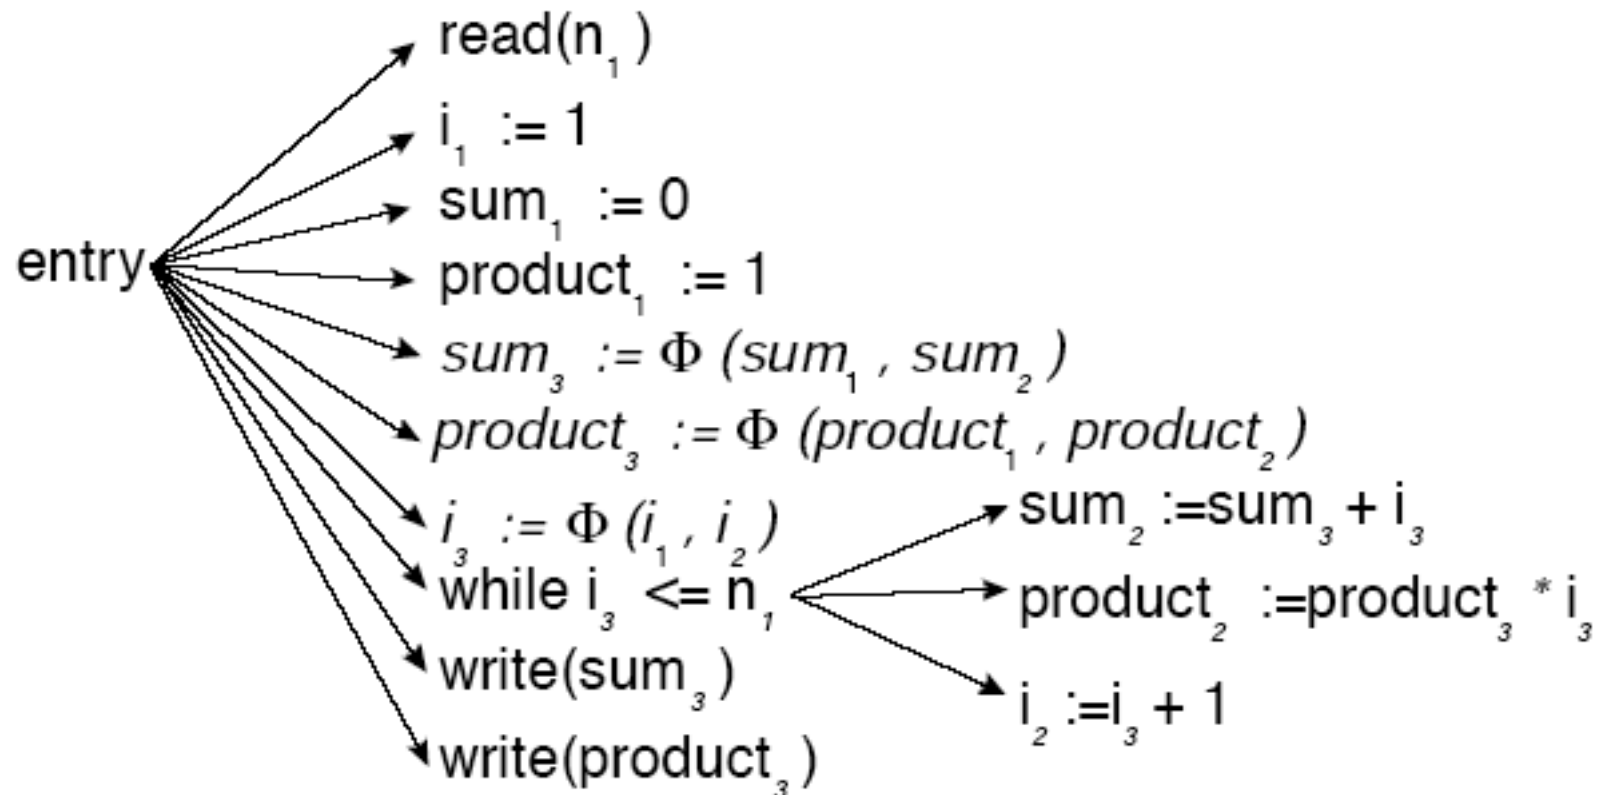 read(n₁ )
i₁ := 1
sum₁ := 0
entry
product₁ := 1
sum₃ := Φ (sum₁ , sum₂ )
product₃ := Φ (product₁ , product₂ )
i₃ := Φ (i₁ , i₂ )
while i₃ <= n₁
write(sum₃ )
write(product₃ )
sum₂ :=sum₃ + i₃
product₂ :=product₃ * i₃
i₂ :=i₃ + 1